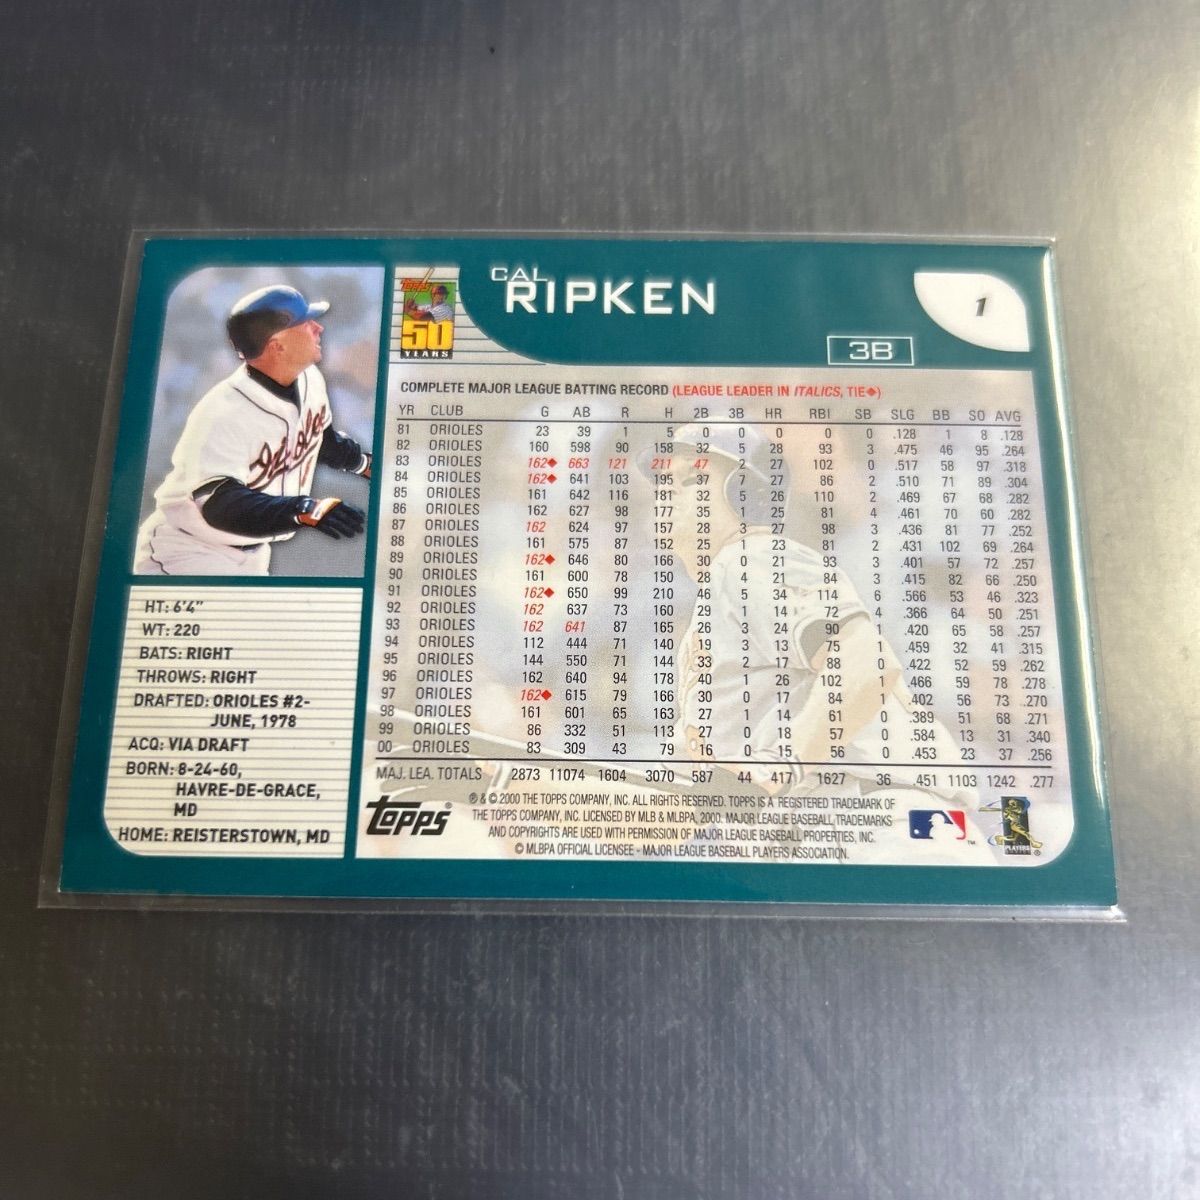 CAL
RIPKEN
1
Topps
50
YEARS
3B
COMPLETE MAJOR LEAGUE BATTING RECORD (LEAGUE LEADER IN ITALICS, TIE◆)
YR CLUB G AB R H 2B 3B HR RBI SB SLG BB SO AVG
81 ORIOLES 23 39 1 5 0 0 0 0 0 .128 1 8 .128
82 ORIOLES 160 598 90 158 32 5 28 93 3 .475 46 95 .264
83 ORIOLES 162◆ 663 121 211 47 2 27 102 0 .517 58 97 .318
84 ORIOLES 162◆ 641 103 195 37 7 27 86 2 .510 71 89 .304
85 ORIOLES 161 642 116 181 32 5 26 110 2 .469 67 68 .282
86 ORIOLES 162 627 98 177 35 1 25 81 4 .461 70 60 .282
87 ORIOLES 162 624 97 157 28 3 27 98 3 .436 81 77 .252
88 ORIOLES 161 575 87 152 25 1 23 81 2 .431 102 69 .264
89 ORIOLES 162◆ 646 80 166 30 0 21 93 3 .401 57 72 .257
90 ORIOLES 161 600 78 150 28 4 21 84 3 .415 82 66 .250
91 ORIOLES 162◆ 650 99 210 46 5 34 114 6 .566 53 46 .323
92 ORIOLES 162 637 73 160 29 1 14 72 4 .366 64 50 .251
93 ORIOLES 162 641 87 165 26 3 24 90 1 .420 65 58 .257
94 ORIOLES 112 444 71 140 19 3 13 75 1 .459 32 41 .315
95 ORIOLES 144 550 71 144 33 2 17 88 0 .422 52 59 .262
96 ORIOLES 162 640 94 178 40 1 26 102 1 .466 59 78 .278
97 ORIOLES 162◆ 615 79 166 30 0 17 84 1 .402 56 73 .270
98 ORIOLES 161 601 65 163 27 1 14 61 0 .389 51 68 .271
99 ORIOLES 86 332 51 113 27 0 18 57 0 .584 13 31 .340
00 ORIOLES 83 309 43 79 16 0 15 56 0 .453 23 37 .256
MAJ. LEA. TOTALS 2873 11074 1604 3070 587 44 417 1627 36 .451 1103 1242 .277
Orioles
HT: 6'4"
WT: 220
BATS: RIGHT
THROWS: RIGHT
DRAFTED: ORIOLES #2-
JUNE, 1978
ACQ: VIA DRAFT
BORN: 8-24-60,
HAVRE-DE-GRACE,
MD
HOME: REISTERSTOWN, MD
Topps®
℗ & © 2000 THE TOPPS COMPANY, INC. ALL RIGHTS RESERVED. TOPPS IS A REGISTERED TRADEMARK OF
THE TOPPS COMPANY, INC. LICENSED BY MLB & MLBPA, 2000. MAJOR LEAGUE BASEBALL TRADEMARKS
AND COPYRIGHTS ARE USED WITH PERMISSION OF MAJOR LEAGUE BASEBALL PROPERTIES, INC.
© MLBPA OFFICIAL LICENSEE - MAJOR LEAGUE BASEBALL PLAYERS ASSOCIATION.
TM
PLAYERS
®